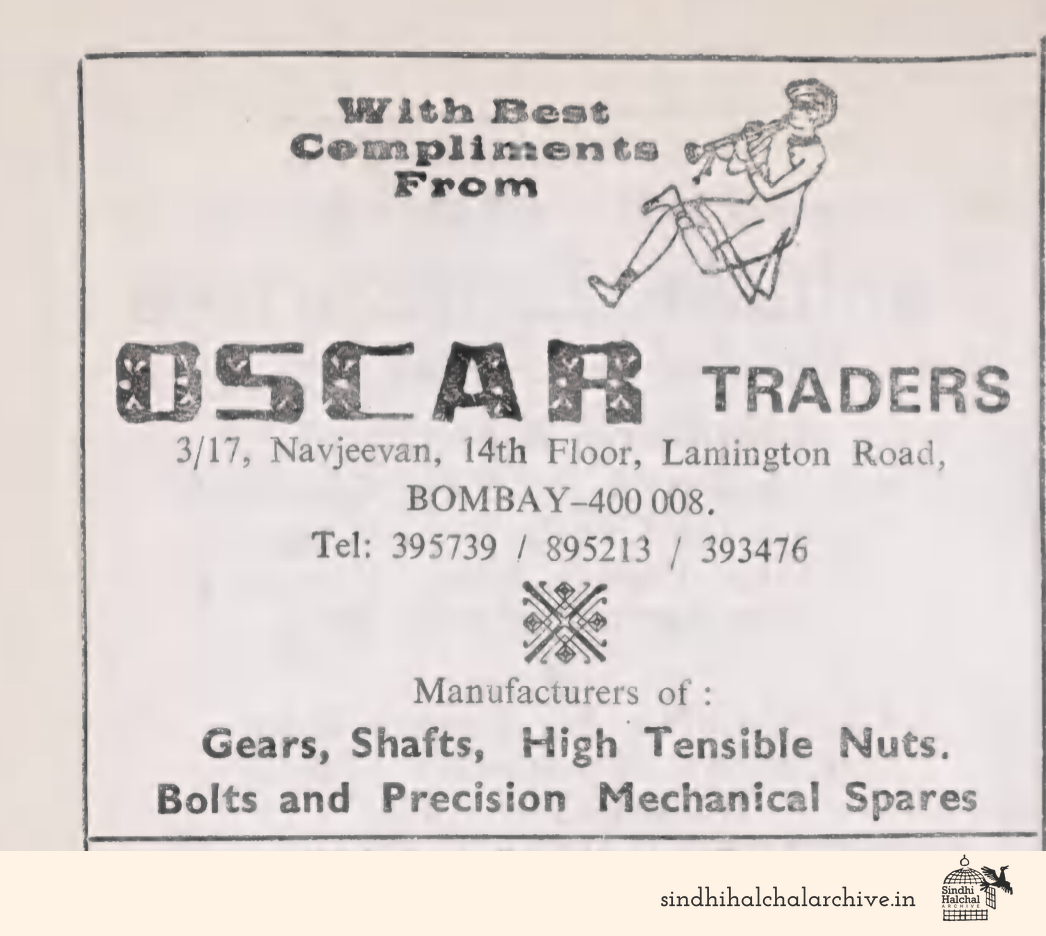 With Best
Compliments
From
OSCAR TRADERS
3/17, Navjeevan, 14th Floor, Lamington Road,
BOMBAY-400 008.
Tel: 395739 / 895213 / 393476
Manufacturers of :
Gears, Shafts, High Tensible Nuts.
Bolts and Precision Mechanical Spares
sindhihalchalarchive.in
Sindhi
Halchal
ARCHIVE